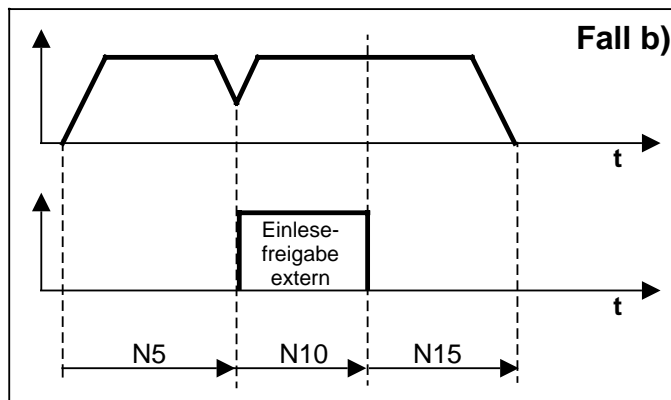 Fall b)
t
Einlese-
freigabe
extern
t
N5 N10 N15